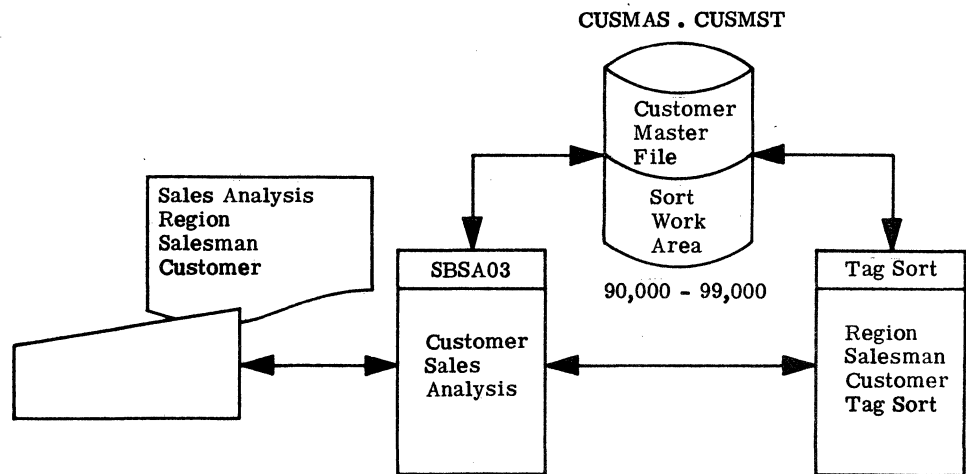 CUSMAS . CUSMST
Customer
Master
File
Sort
Work
Area
90,000 - 99,000
Sales Analysis
Region
Salesman
Customer
SBSA03
Customer
Sales
Analysis
Tag Sort
Region
Salesman
Customer
Tag Sort